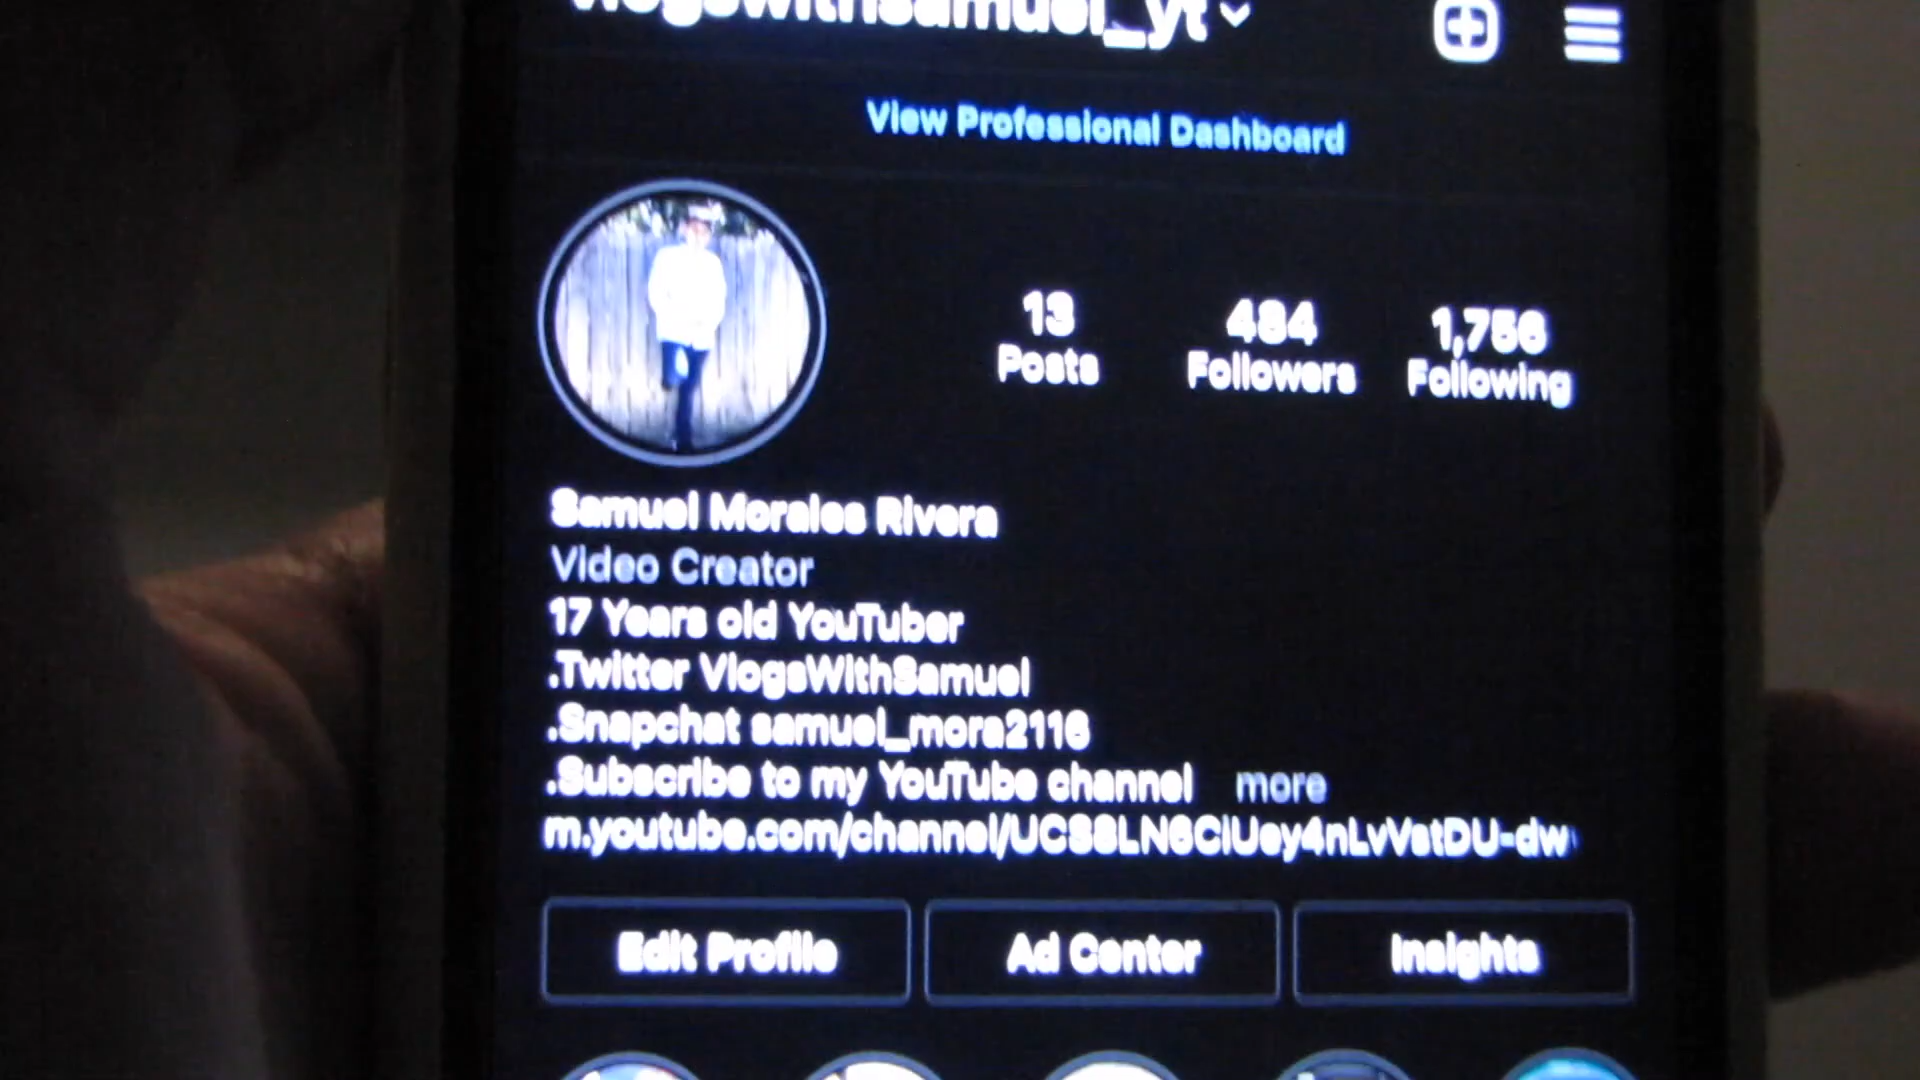 vlogswithsamuel_yt
View Professional Dashboard
13 484 1,756
Posts Followers Following
Samuel Morales Rivera
Video Creator
17 Years old YouTuber
.Twitter VlogsWithSamuel
.Snapchat samuel_mora2116
.Subscribe to my YouTube channel more
Edit Profile Ad Center Insights